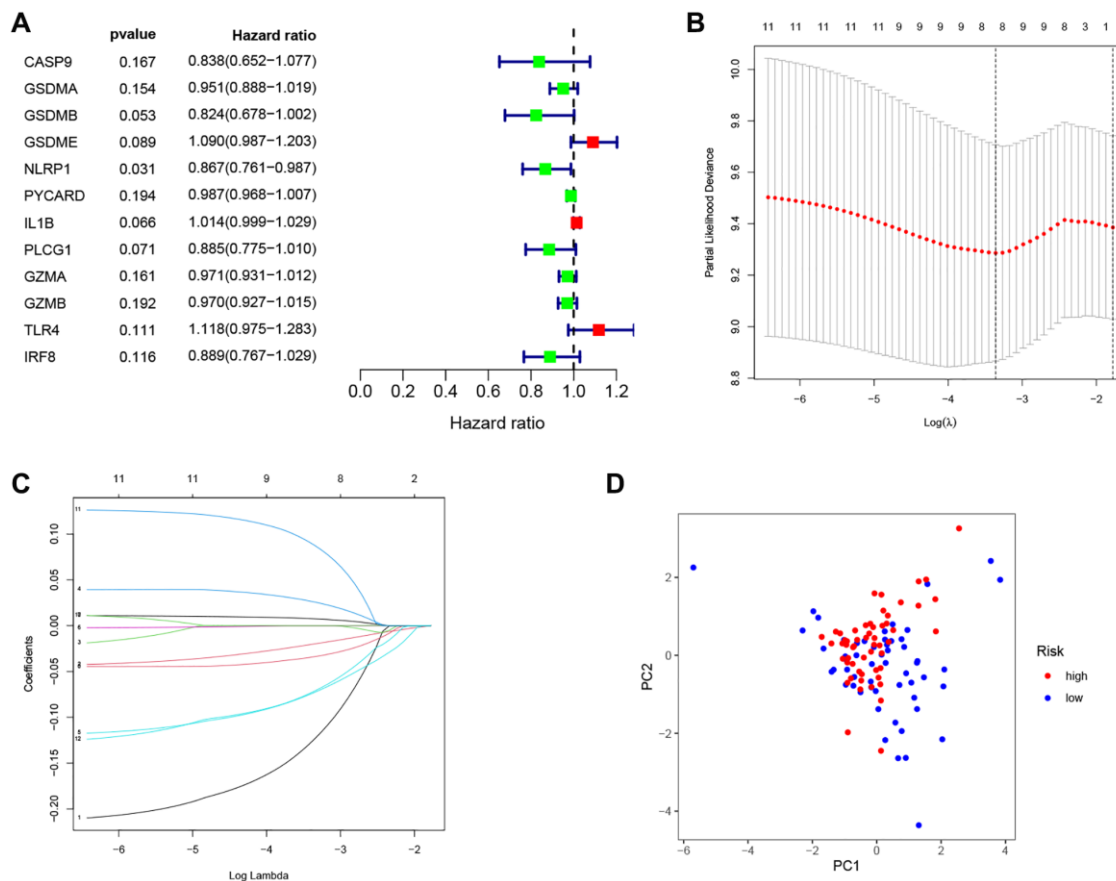 A
pvalue Hazard ratio
CASP9 0.167 0.838(0.652−1.077)
GSDMA 0.154 0.951(0.888−1.019)
GSDMB 0.053 0.824(0.678−1.002)
GSDME 0.089 1.090(0.987−1.203)
NLRP1 0.031 0.867(0.761−0.987)
PYCARD 0.194 0.987(0.968−1.007)
IL1B 0.066 1.014(0.999−1.029)
PLCG1 0.071 0.885(0.775−1.010)
GZMA 0.161 0.971(0.931−1.012)
GZMB 0.192 0.970(0.927−1.015)
TLR4 0.111 1.118(0.975−1.283)
IRF8 0.116 0.889(0.767−1.029)
0.0 0.2 0.4 0.6 0.8 1.0 1.2
Hazard ratio
B
11 11 11 11 11 9 9 9 9 8 8 9 9 8 3 1
10.0
9.8
9.6
9.4
9.2
9.0
8.8
Partial Likelihood Deviance
−6 −5 −4 −3 −2
Log(λ)
C
11 11 9 8 2
0.10
0.05
0.00
−0.05
−0.10
−0.15
−0.20
Coefficients
11
4
6
3
5
12
1
−6 −5 −4 −3 −2
Log Lambda
D
2
0
−2
−4
PC2
−6 −4 −2 0 2 4
PC1
Risk
high
low